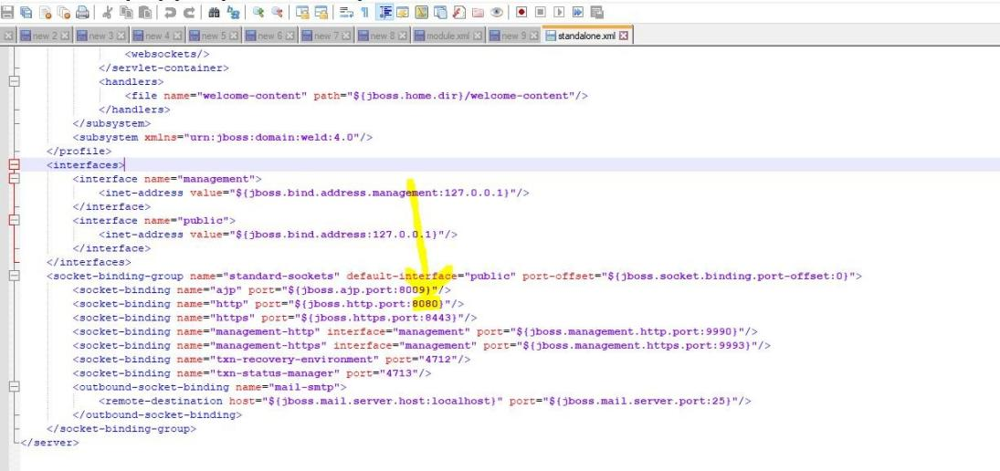 new 2
new 3
new 4
new 5
new 6
new 7
new 8
module.xml
new 9
standalone.xml
<websockets/>
</servlet-container>
<handlers>
<file name="welcome-content" path="${jboss.home.dir}/welcome-content"/>
</handlers>
</subsystem>
<subsystem xmlns="urn:jboss:domain:weld:4.0"/>
</profile>
<interfaces>
<interface name="management">
<inet-address value="${jboss.bind.address.management:127.0.0.1}"/>
</interface>
<interface name="public">
<inet-address value="${jboss.bind.address:127.0.0.1}"/>
</interface>
</interfaces>
<socket-binding-group name="standard-sockets" default-interface="public" port-offset="${jboss.socket.binding.port-offset:0}">
<socket-binding name="ajp" port="${jboss.ajp.port:8009}"/>
<socket-binding name="http" port="${jboss.http.port:8080}"/>
<socket-binding name="https" port="${jboss.https.port:8443}"/>
<socket-binding name="management-http" interface="management" port="${jboss.management.http.port:9990}"/>
<socket-binding name="management-https" interface="management" port="${jboss.management.https.port:9993}"/>
<socket-binding name="txn-recovery-environment" port="4712"/>
<socket-binding name="txn-status-manager" port="4713"/>
<outbound-socket-binding name="mail-smtp">
<remote-destination host="${jboss.mail.server.host:localhost}" port="${jboss.mail.server.port:25}"/>
</outbound-socket-binding>
</socket-binding-group>
</server>